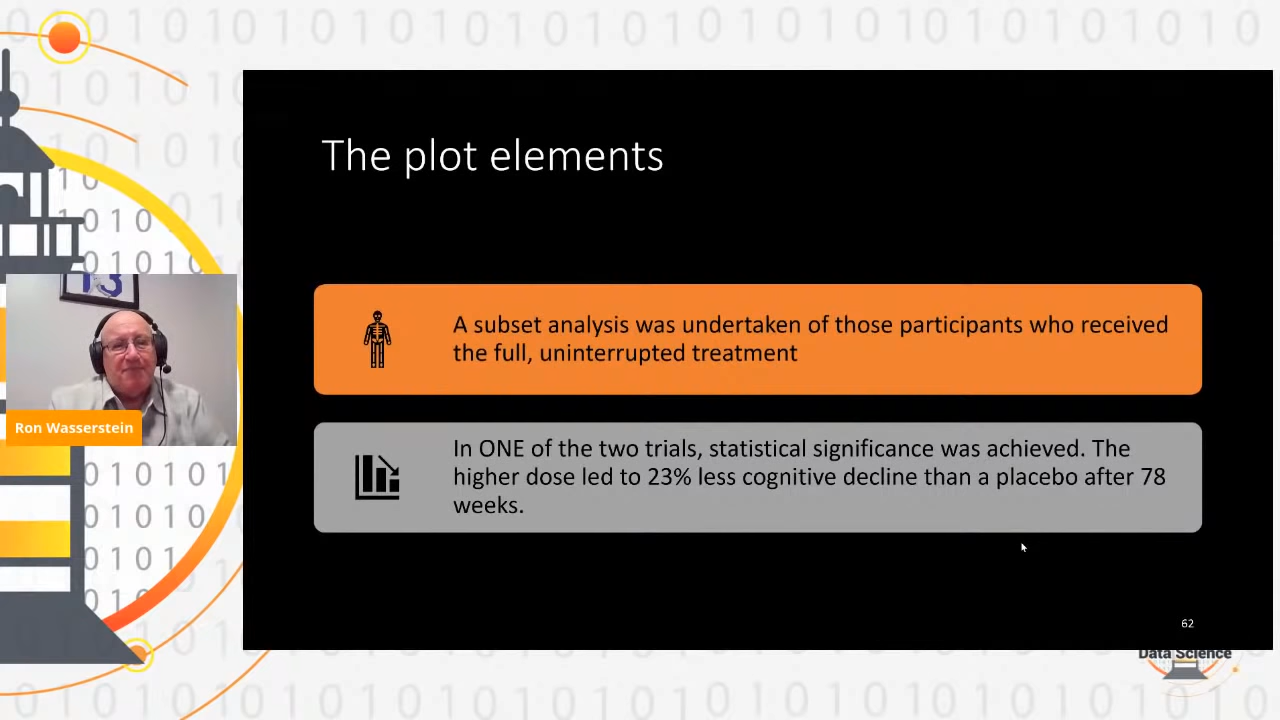 The plot elements
A subset analysis was undertaken of those participants who received
the full, uninterrupted treatment
In ONE of the two trials, statistical significance was achieved. The
higher dose led to 23% less cognitive decline than a placebo after 78
weeks.
Ron Wasserstein
62
Data Science